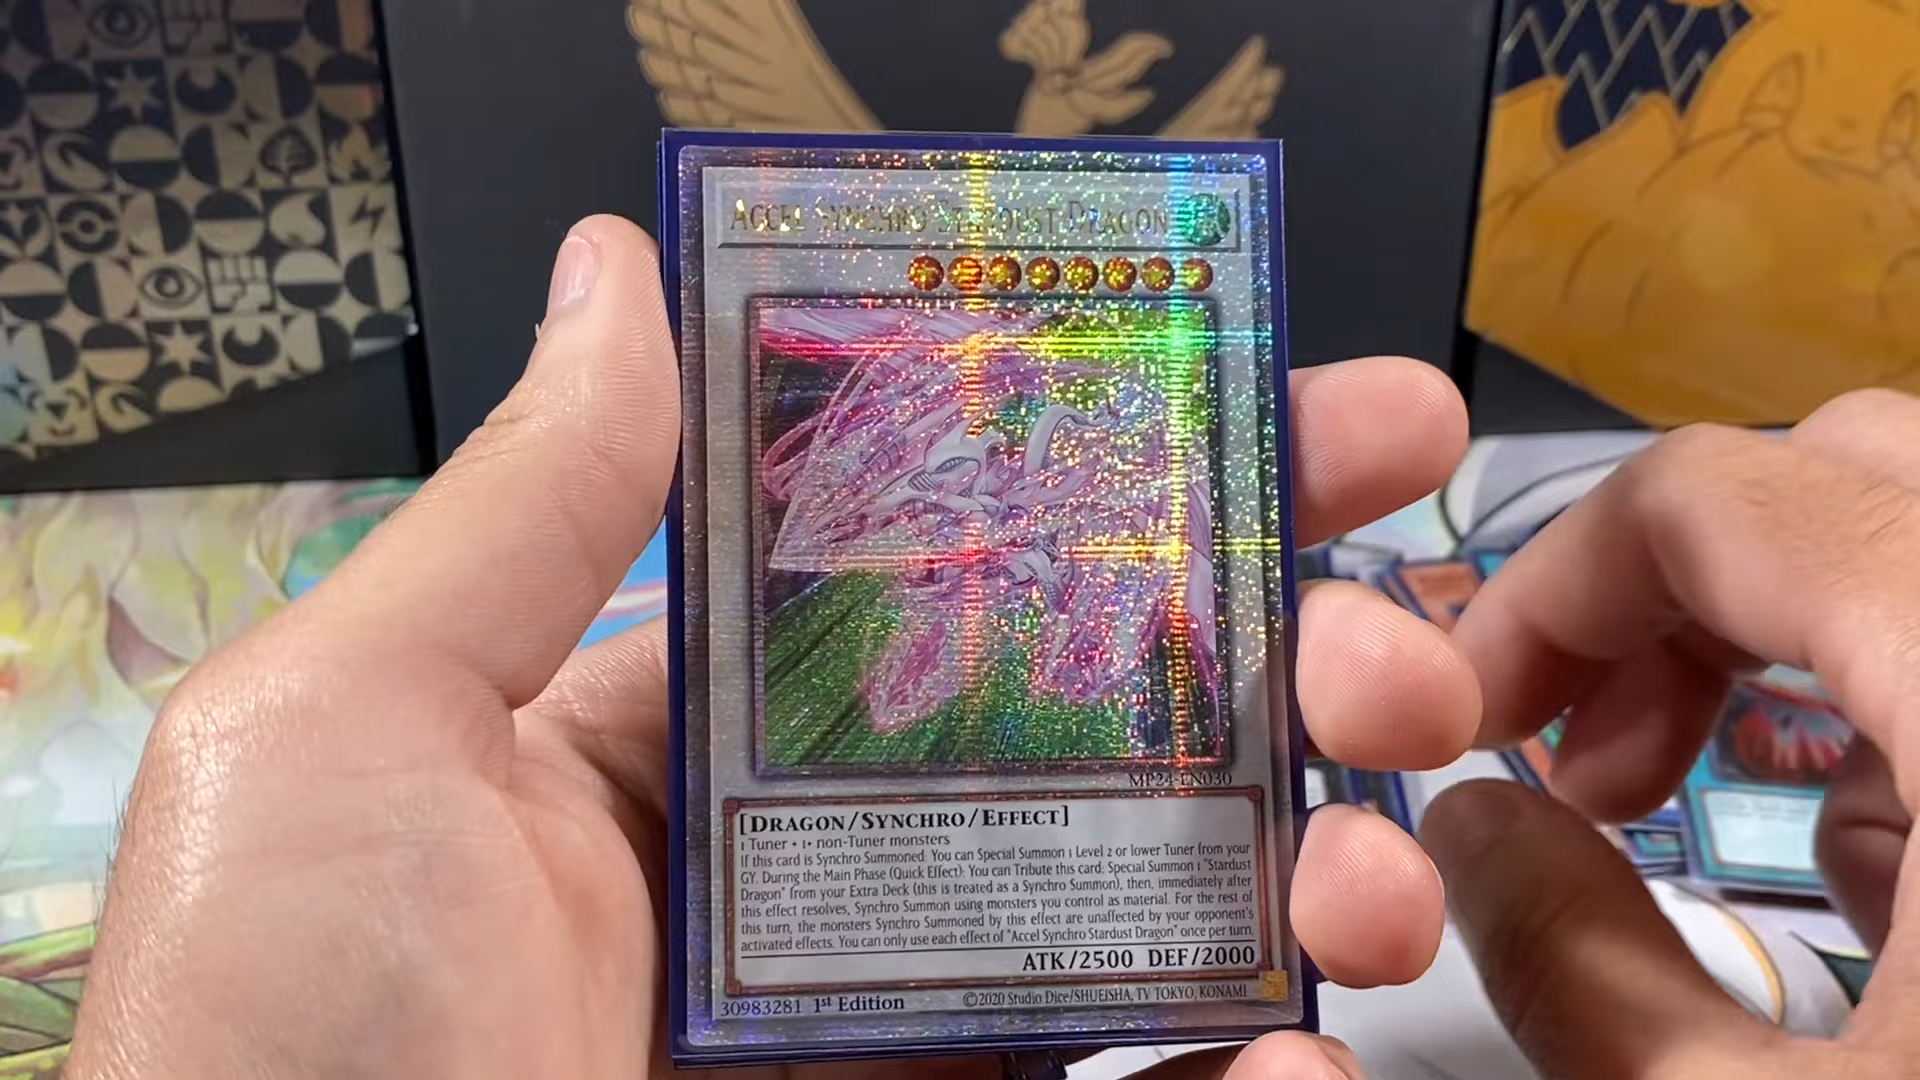 Accel Synchro Stardust Dragon
MP24-EN030
[Dragon/Synchro/Effect]
1 Tuner + 1+ non-Tuner monsters
If this card is Synchro Summoned: You can Special Summon 1 Level 2 or lower Tuner from your
GY. During the Main Phase (Quick Effect): You can Tribute this card; Special Summon 1 "Stardust
Dragon" from your Extra Deck (this is treated as a Synchro Summon), then, immediately after
this effect resolves, Synchro Summon using monsters you control as material. For the rest of
this turn, the monsters Synchro Summoned by this effect are unaffected by your opponent's
activated effects. You can only use each effect of "Accel Synchro Stardust Dragon" once per turn.
ATK/2500 DEF/2000
30983281 1st Edition ©2020 Studio Dice/SHUEISHA, TV TOKYO, KONAMI